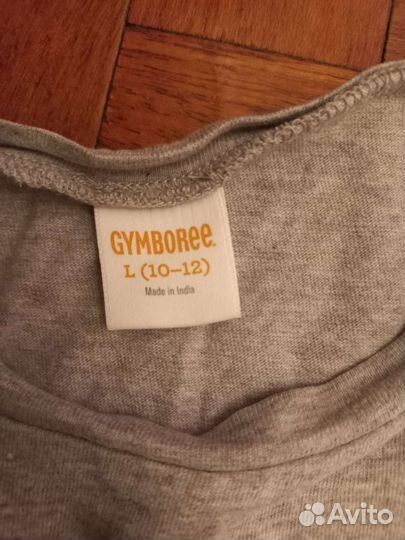 GYMBOREE.
L (10–12)
Made in India
Avito